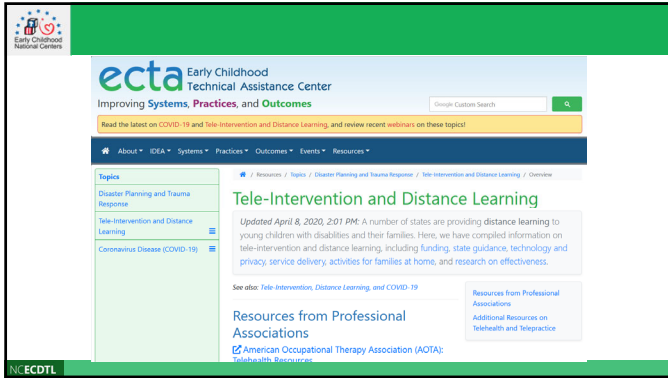 Early Childhood
National Centers
ecta Early Childhood
Technical Assistance Center
Improving Systems, Practices, and Outcomes
Google Custom Search
Read the latest on COVID-19 and Tele-Intervention and Distance Learning, and review recent webinars on these topics!
About IDEA Systems Practices Outcomes Events Resources
Topics
Disaster Planning and Trauma
Response
Tele-Intervention and Distance
Learning
Coronavirus Disease (COVID-19)
/ Resources / Topics / Disaster Planning and Trauma Response / Tele-Intervention and Distance Learning / Overview
Tele-Intervention and Distance Learning
Updated April 8, 2020, 2:01 PM: A number of states are providing distance learning to
young children with disabilities and their families. Here, we have compiled information on
tele-intervention and distance learning, including funding, state guidance, technology and
privacy, service delivery, activities for families at home, and research on effectiveness.
See also: Tele-Intervention, Distance Learning, and COVID-19
Resources from Professional
Associations
Additional Resources on
Telehealth and Telepractice
Resources from Professional
Associations
American Occupational Therapy Association (AOTA):
Telehealth Resources
NCECDTL